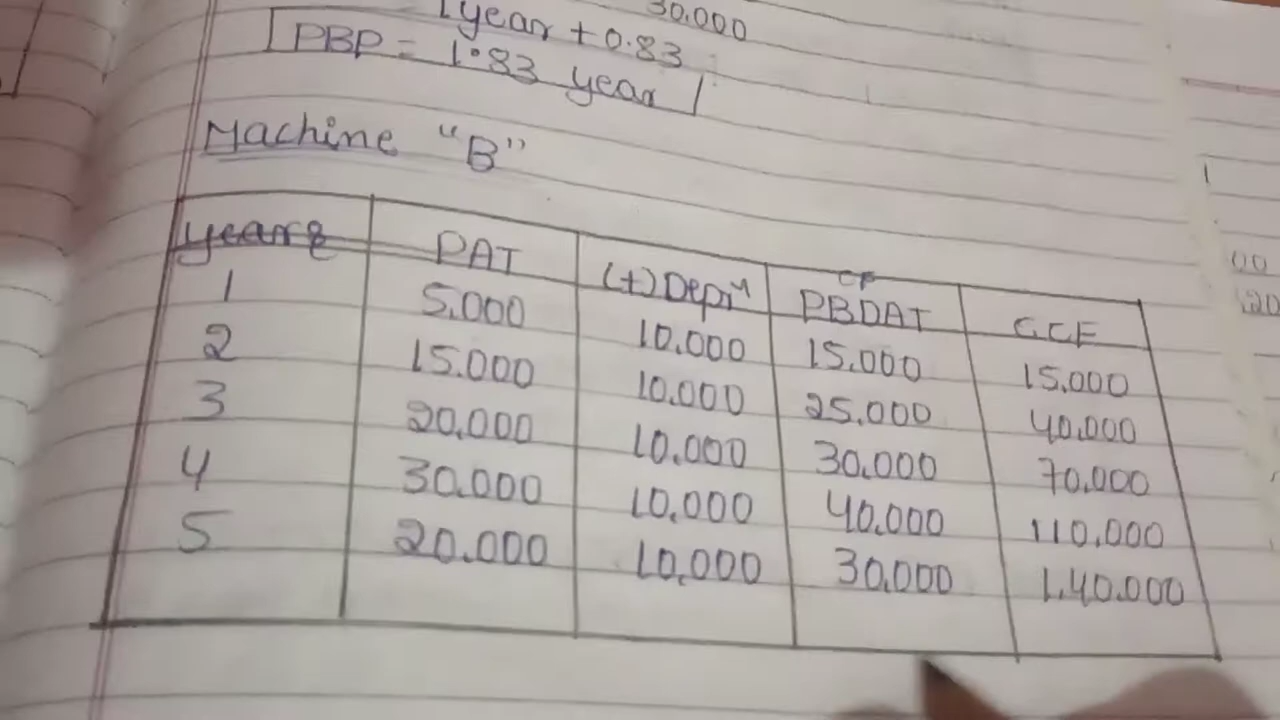 1 year + 0.83
30,000
PBP = 1.83 year
Machine "B"
years PAT (+) Depn CF PBDAT C.C.F
1 5,000 10,000 15,000 15,000
2 15,000 10,000 25,000 40,000
3 20,000 10,000 30,000 70,000
4 30,000 10,000 40,000 110,000
5 20,000 10,000 30,000 1,40,000